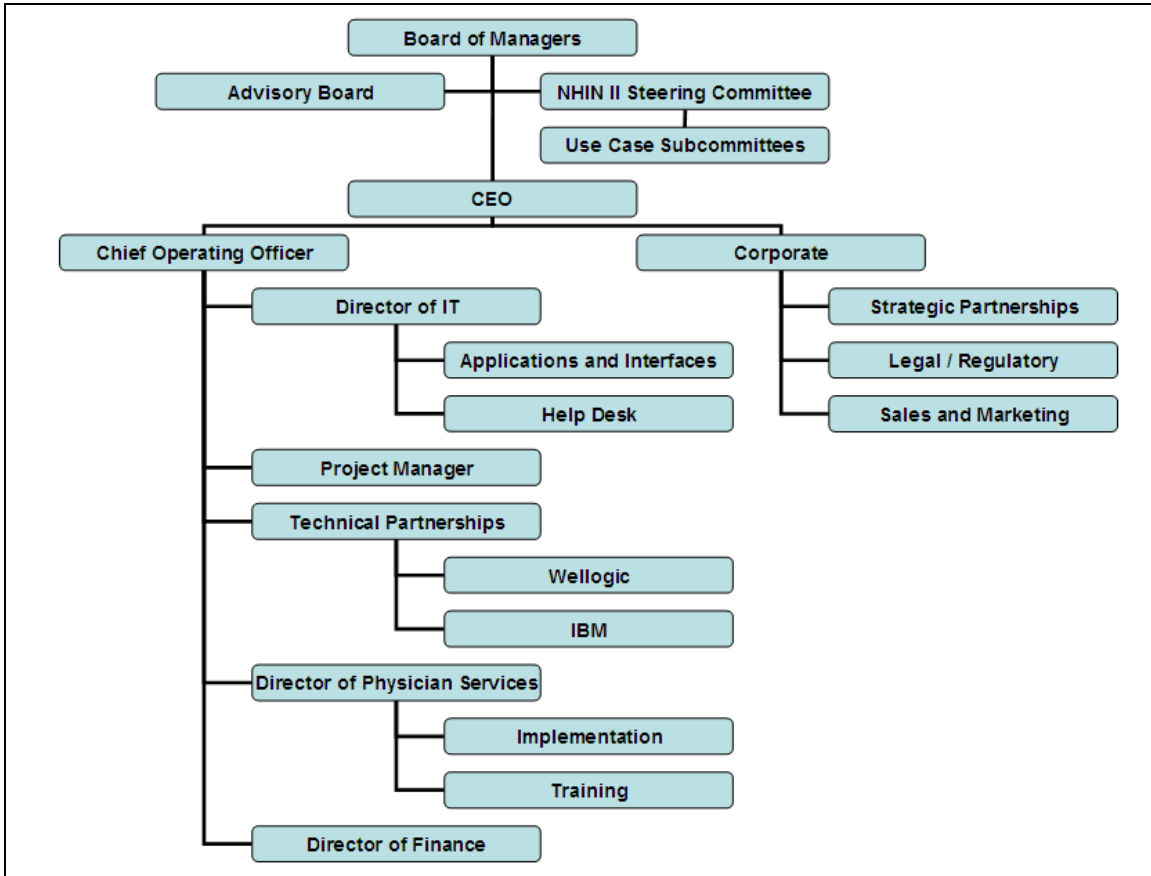 Board of Managers
Advisory Board
NHIN II Steering Committee
Use Case Subcommittees
CEO
Chief Operating Officer
Corporate
Director of IT
Strategic Partnerships
Applications and Interfaces
Legal / Regulatory
Help Desk
Sales and Marketing
Project Manager
Technical Partnerships
Wellogic
IBM
Director of Physician Services
Implementation
Training
Director of Finance